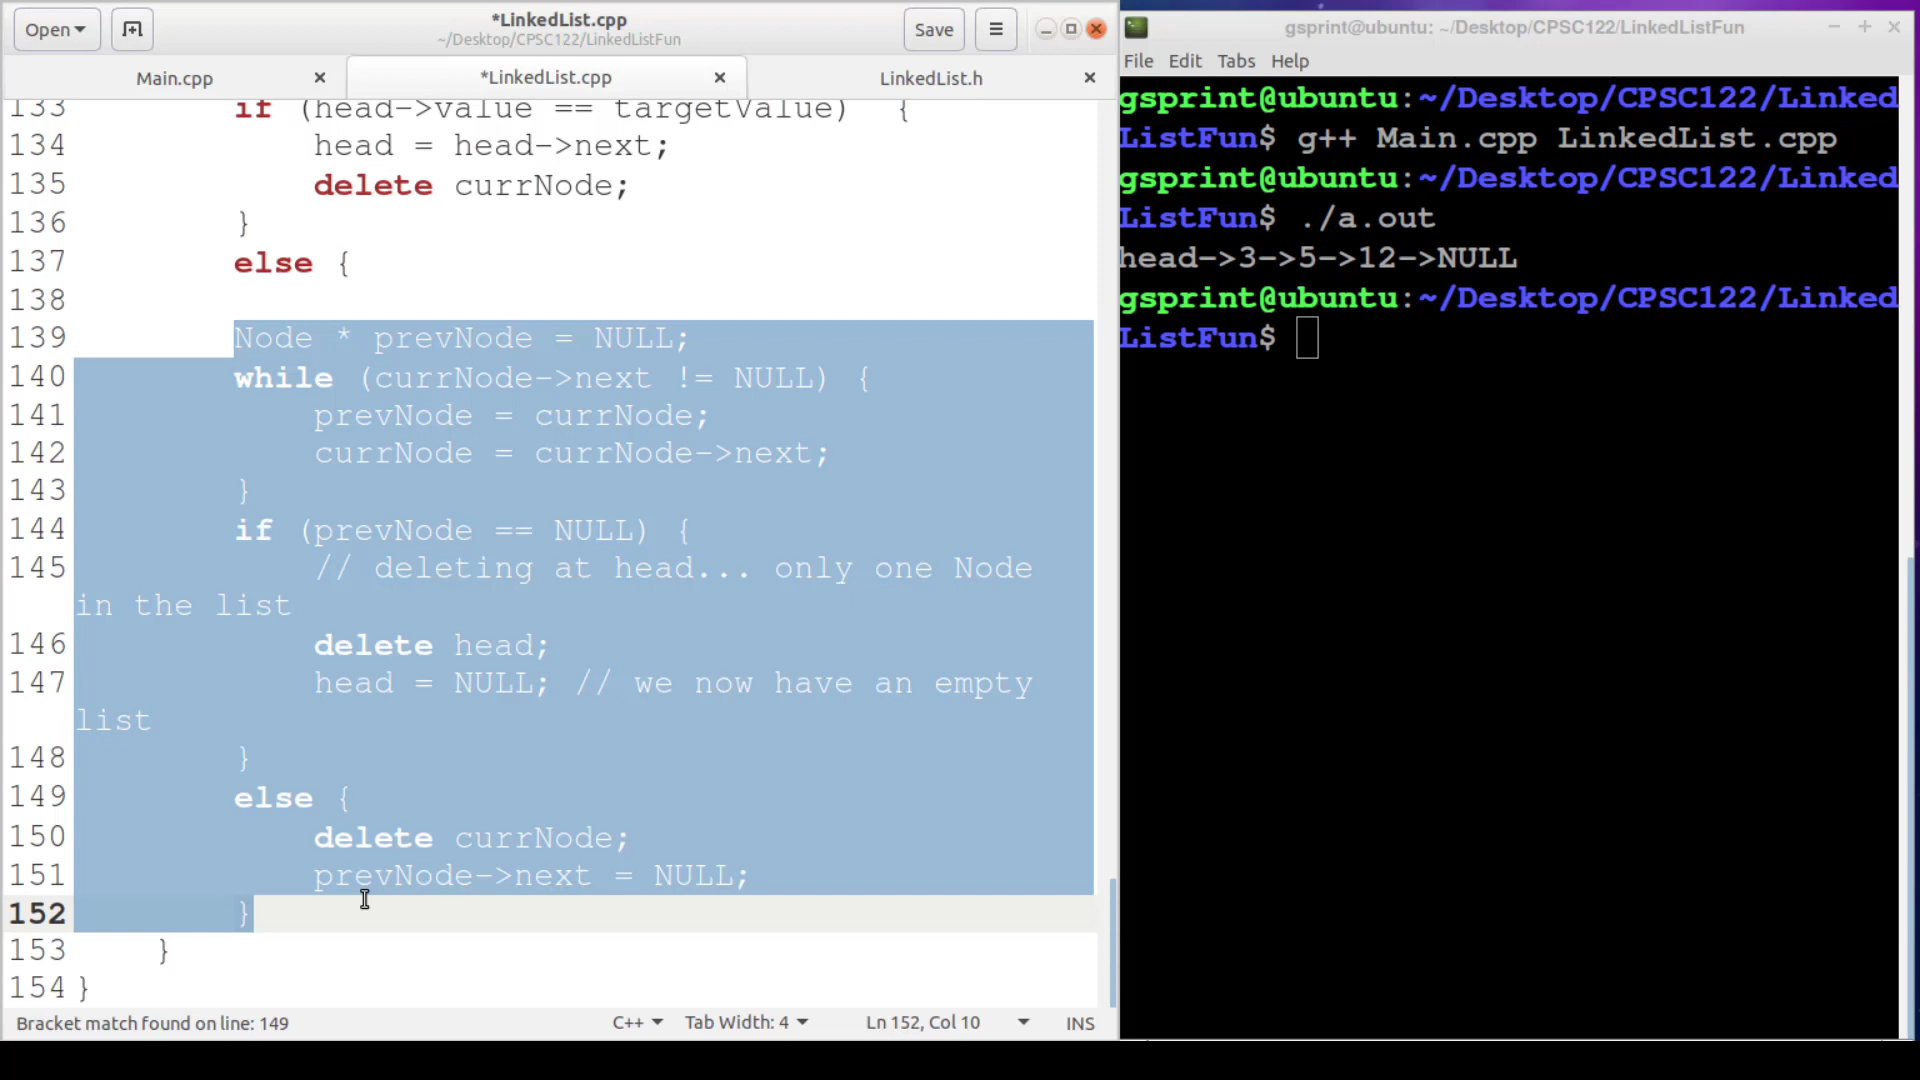 Open
*LinkedList.cpp
~/Desktop/CPSC122/LinkedListFun
Save
Main.cpp
*LinkedList.cpp
LinkedList.h
133 if (head->value == targetValue) {
134 head = head->next;
135 delete currNode;
136 }
137 else {
138
139 Node * prevNode = NULL;
140 while (currNode->next != NULL) {
141 prevNode = currNode;
142 currNode = currNode->next;
143 }
144 if (prevNode == NULL) {
145 // deleting at head... only one Node
in the list
146 delete head;
147 head = NULL; // we now have an empty
list
148 }
149 else {
150 delete currNode;
151 prevNode->next = NULL;
152 }
153 }
154 }
Bracket match found on line: 149
C++
Tab Width: 4
Ln 152, Col 10
INS
gsprint@ubuntu: ~/Desktop/CPSC122/LinkedListFun
File Edit Tabs Help
gsprint@ubuntu:~/Desktop/CPSC122/Linked
ListFun$ g++ Main.cpp LinkedList.cpp
gsprint@ubuntu:~/Desktop/CPSC122/Linked
ListFun$ ./a.out
head->3->5->12->NULL
gsprint@ubuntu:~/Desktop/CPSC122/Linked
ListFun$